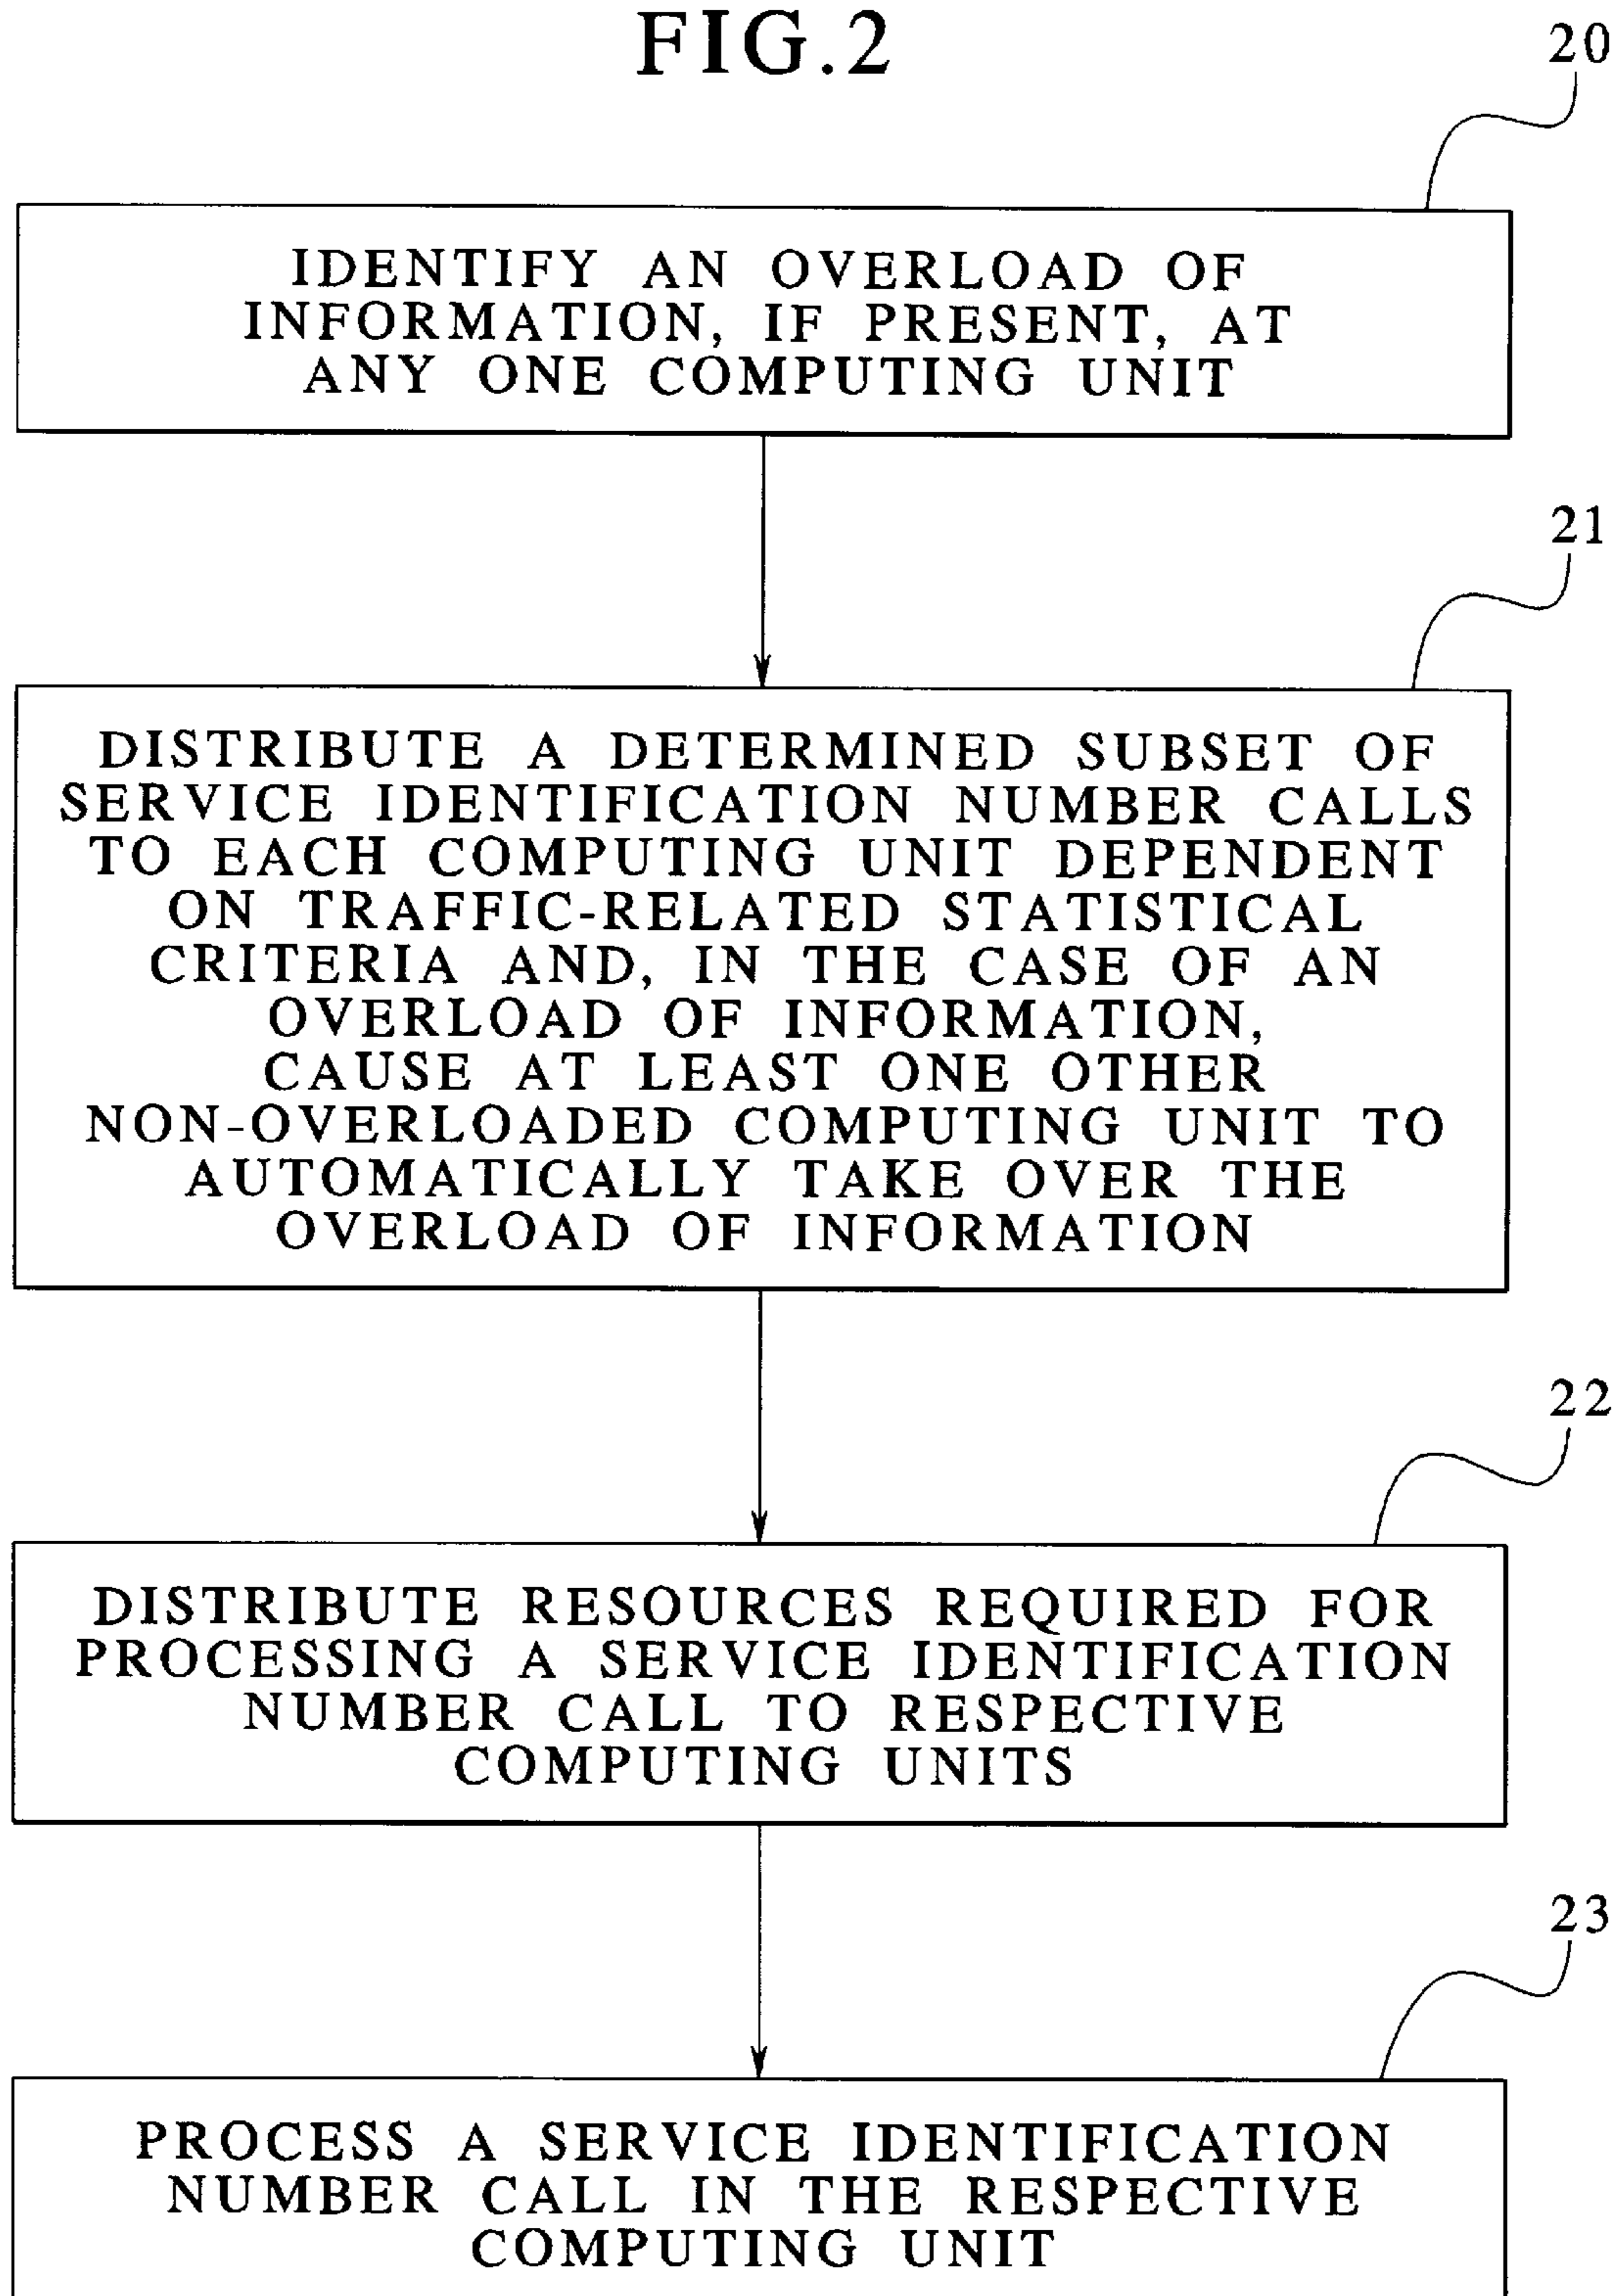 FIG.2
20
IDENTIFY AN OVERLOAD OF
INFORMATION, IF PRESENT, AT
ANY ONE COMPUTING UNIT
21
DISTRIBUTE A DETERMINED SUBSET OF
SERVICE IDENTIFICATION NUMBER CALLS
TO EACH COMPUTING UNIT DEPENDENT
ON TRAFFIC-RELATED STATISTICAL
CRITERIA AND, IN THE CASE OF AN
OVERLOAD OF INFORMATION,
CAUSE AT LEAST ONE OTHER
NON-OVERLOADED COMPUTING UNIT TO
AUTOMATICALLY TAKE OVER THE
OVERLOAD OF INFORMATION
22
DISTRIBUTE RESOURCES REQUIRED FOR
PROCESSING A SERVICE IDENTIFICATION
NUMBER CALL TO RESPECTIVE
COMPUTING UNITS
23
PROCESS A SERVICE IDENTIFICATION
NUMBER CALL IN THE RESPECTIVE
COMPUTING UNIT